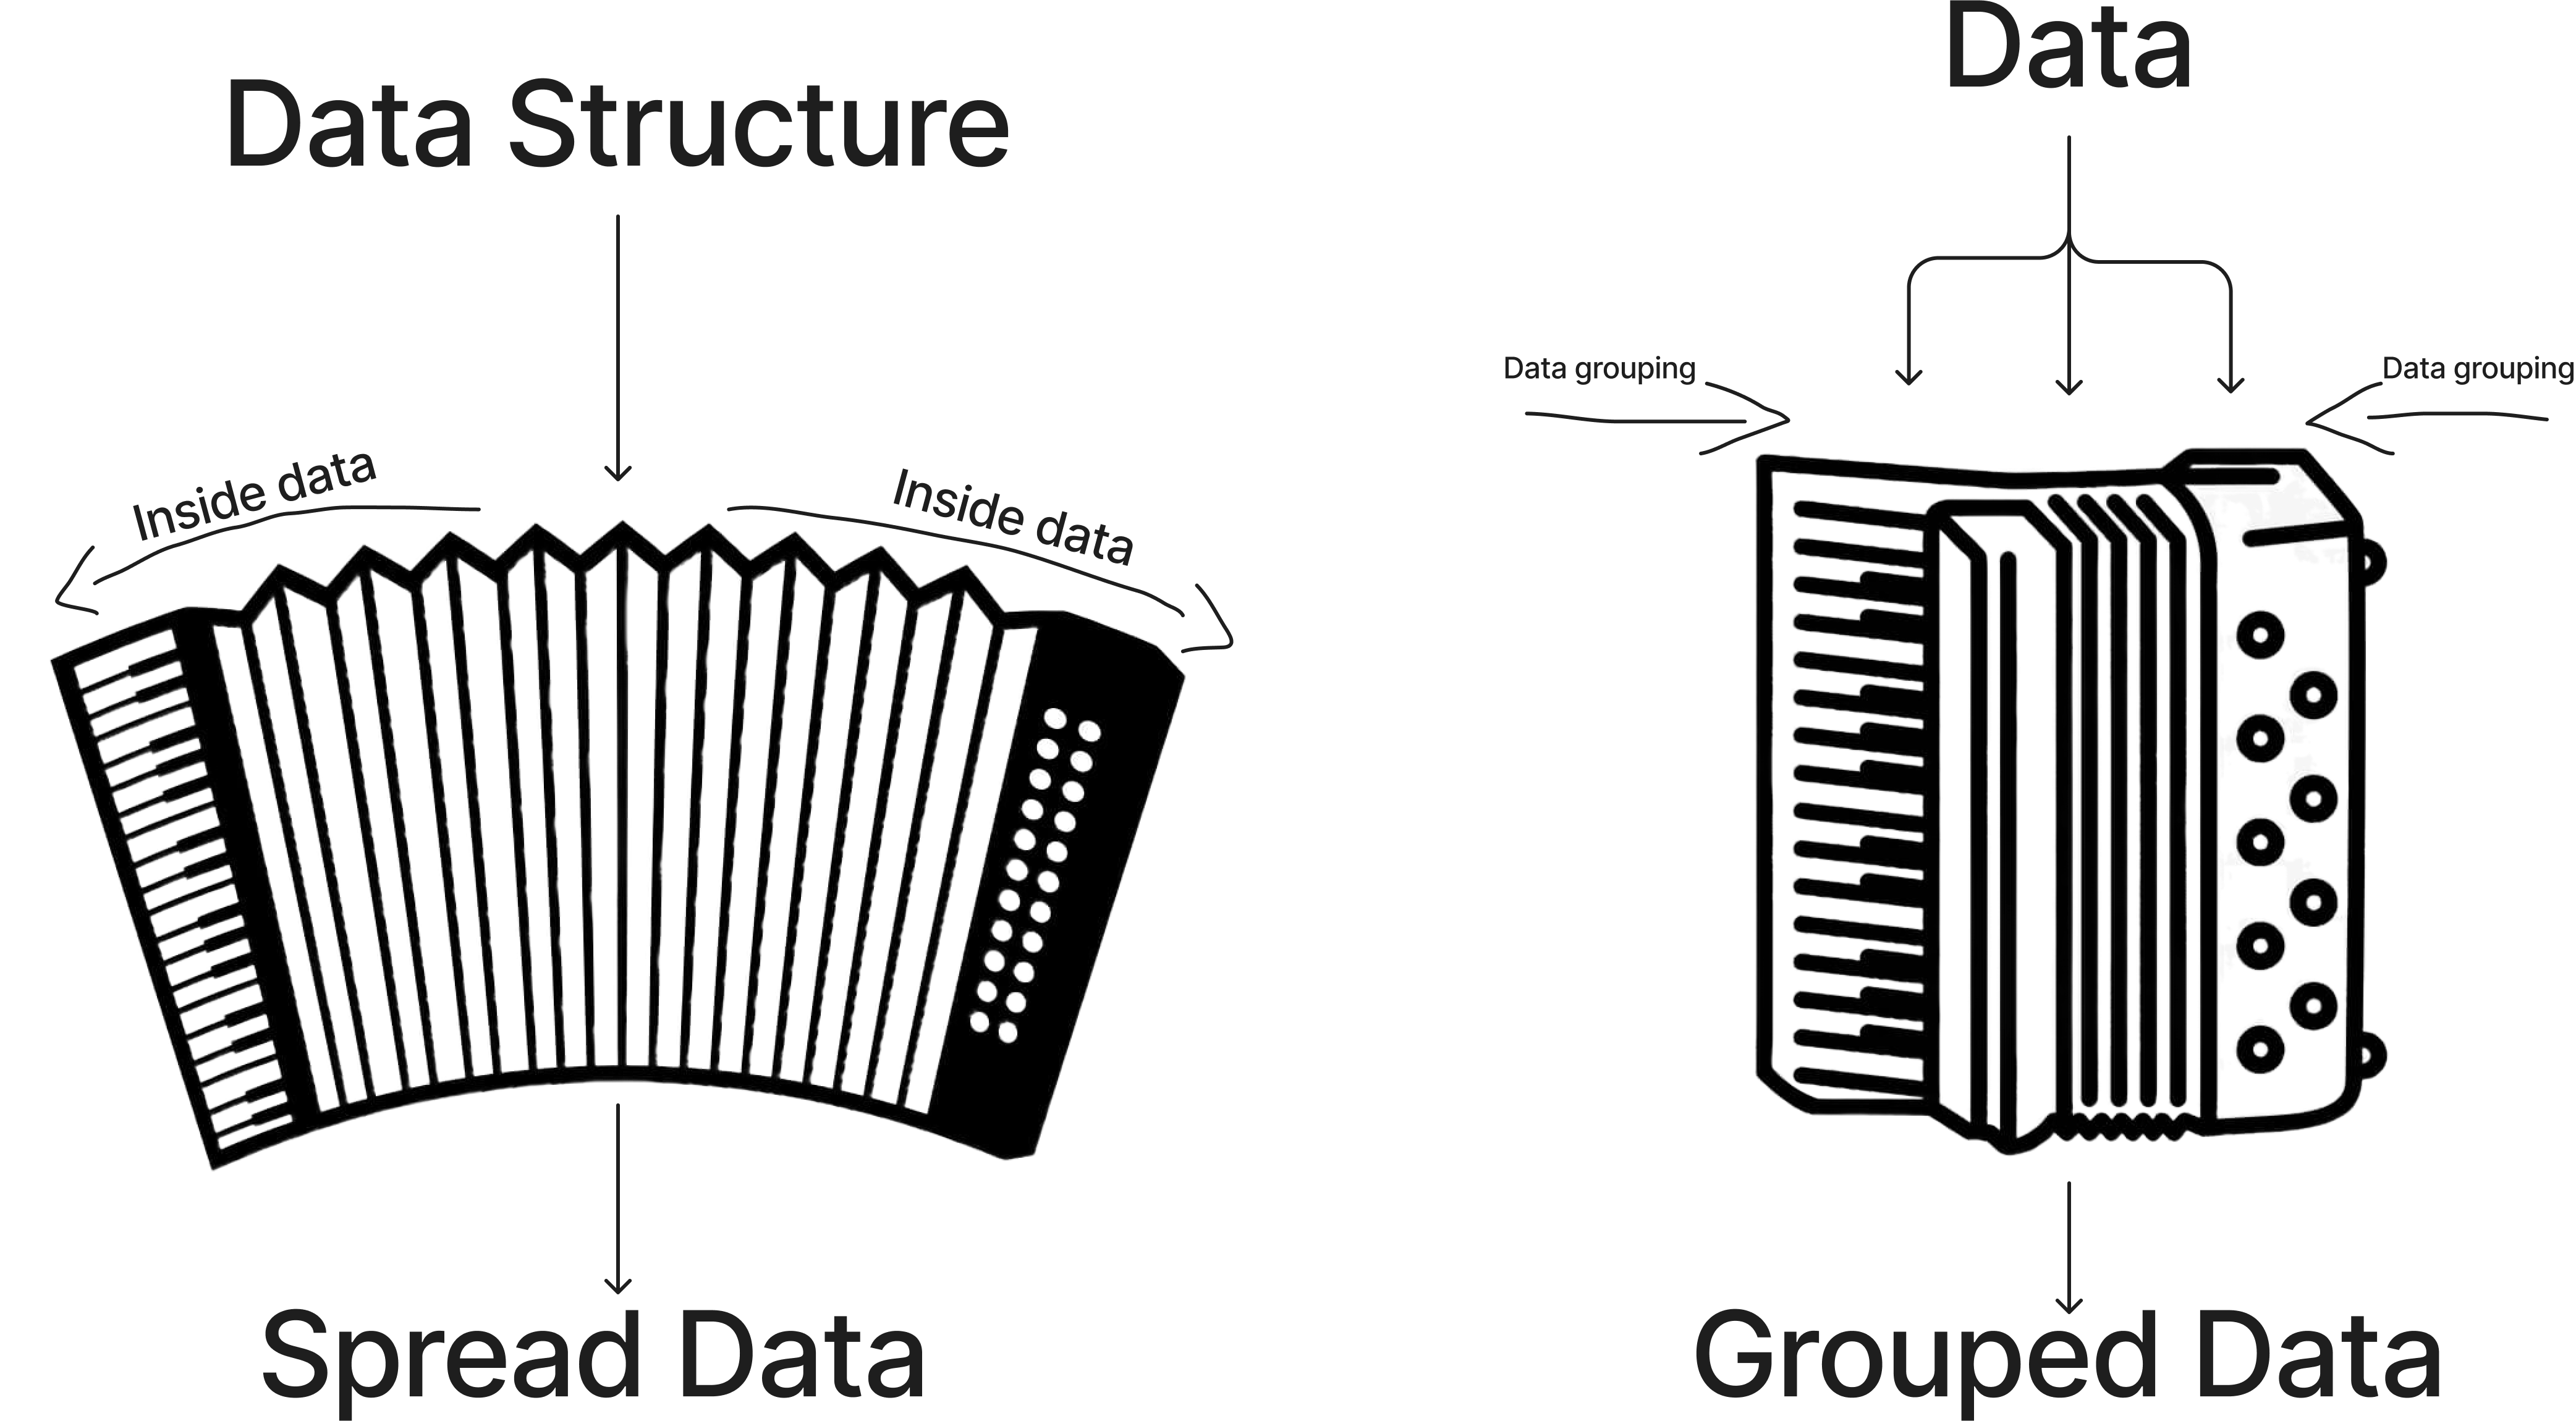 Data Structure
Inside data
Inside data
Spread Data
Data
Data grouping
Data grouping
Grouped Data